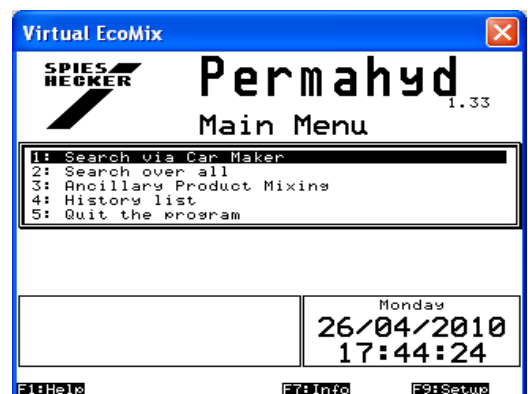 Virtual EcoMix
SPIES
HECKER
Permahyd
1.33
Main Menu
1: Search via Car Maker
2: Search over all
3: Ancillary Product Mixing
4: History list
5: Quit the program
Monday
26/04/2010
17:44:24
F1:Help F7:Info F9:Setup